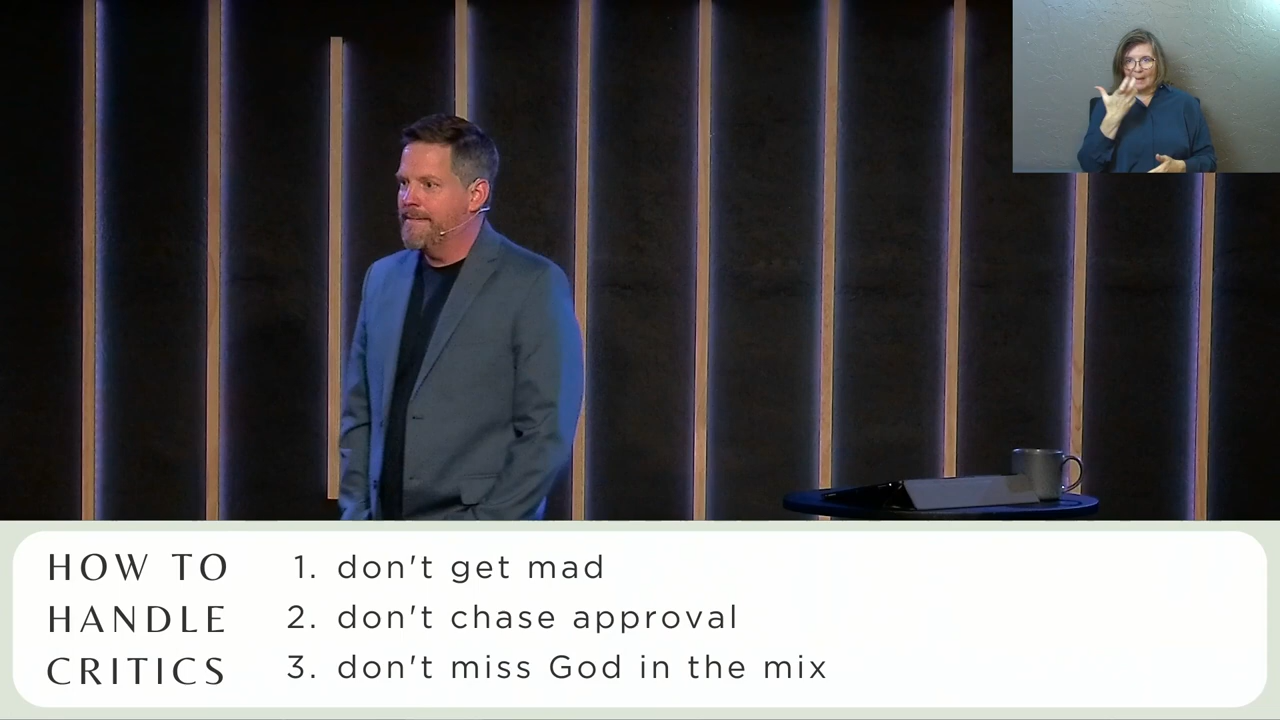 HOW TO
HANDLE
CRITICS
1. don't get mad
2. don't chase approval
3. don't miss God in the mix